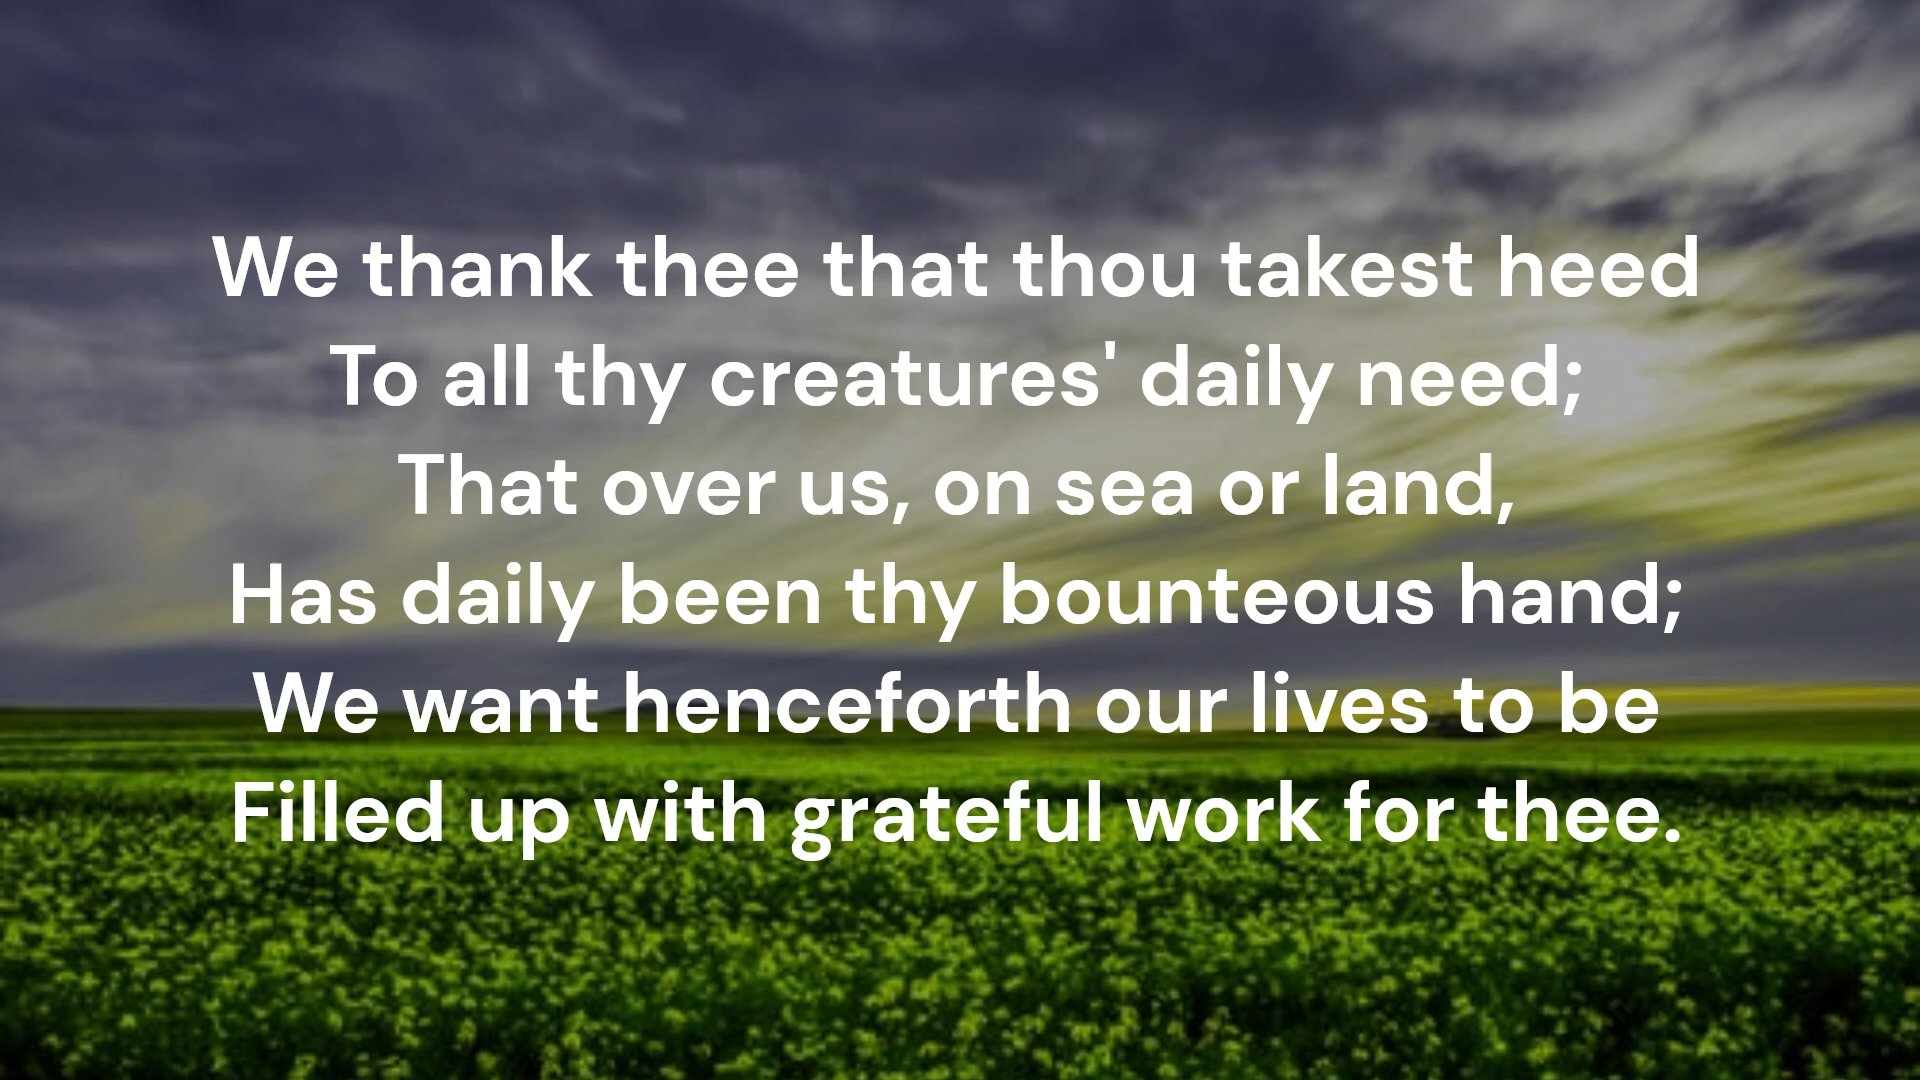 We thank thee that thou takest heed
To all thy creatures' daily need;
That over us, on sea or land,
Has daily been thy bounteous hand;
We want henceforth our lives to be
Filled up with grateful work for thee.